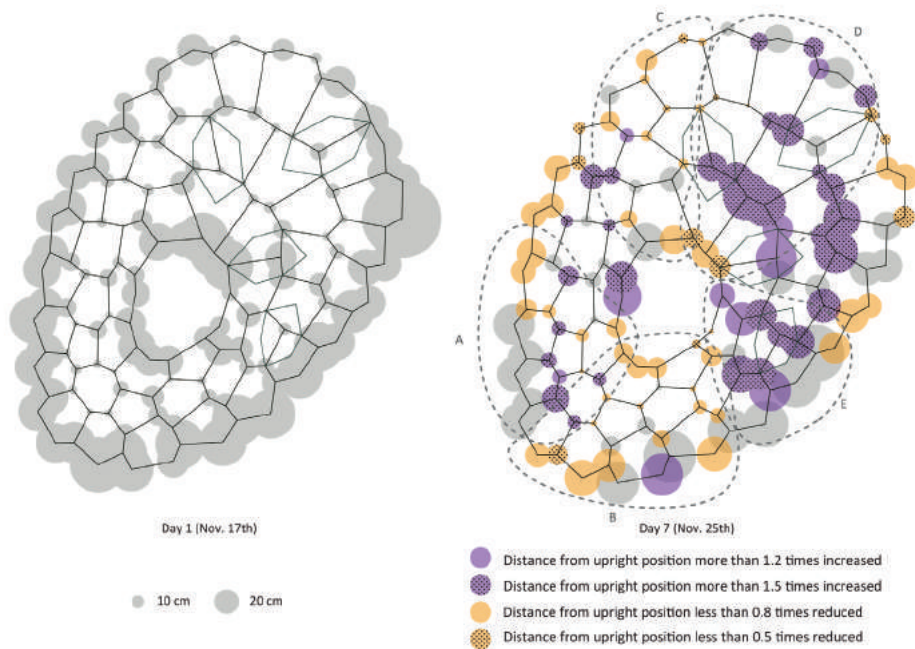 C
D
A
E
B
Day 1 (Nov. 17th)
Day 7 (Nov. 25th)
10 cm
20 cm
Distance from upright position more than 1.2 times increased
Distance from upright position more than 1.5 times increased
Distance from upright position less than 0.8 times reduced
Distance from upright position less than 0.5 times reduced